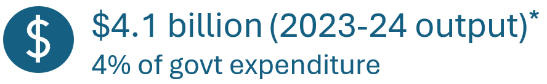 $
$4.1 billion (2023-24 output)*
4% of govt expenditure